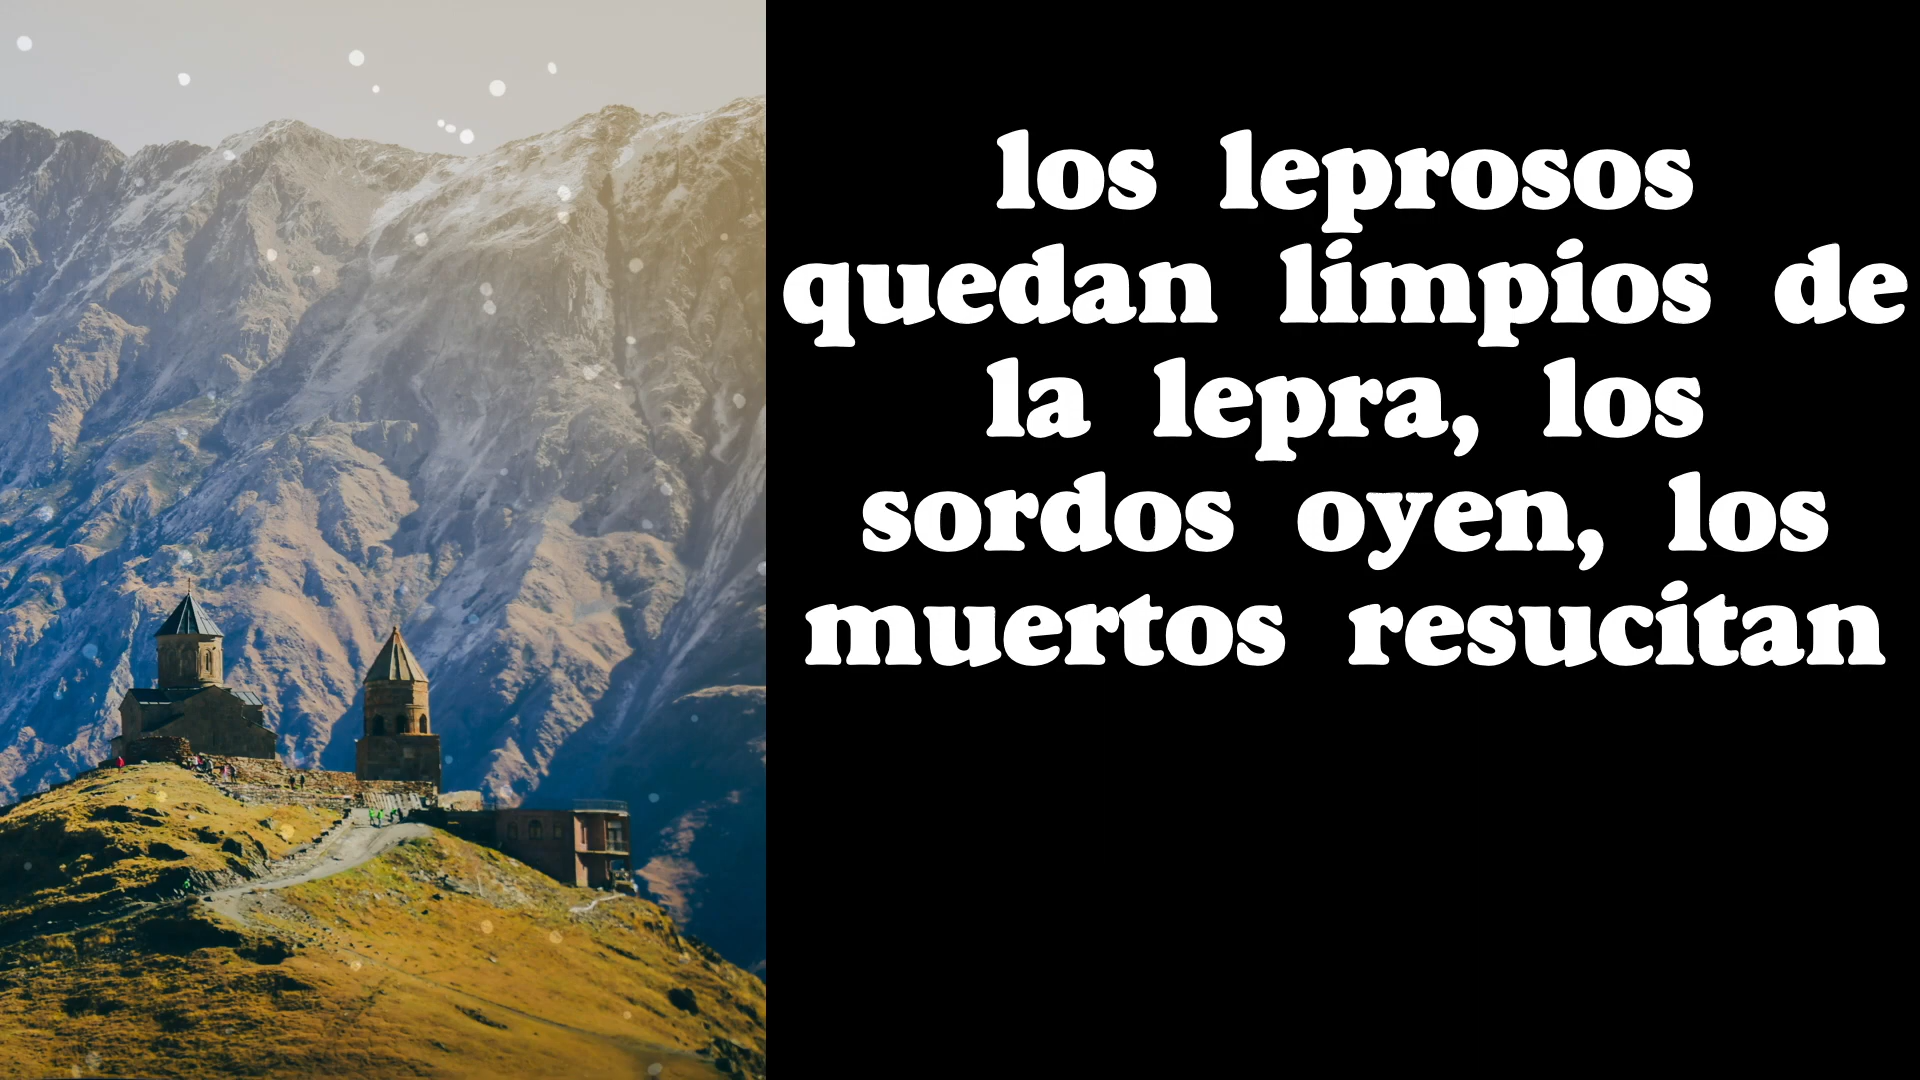 los leprosos
quedan limpios de
la lepra, los
sordos oyen, los
muertos resucitan